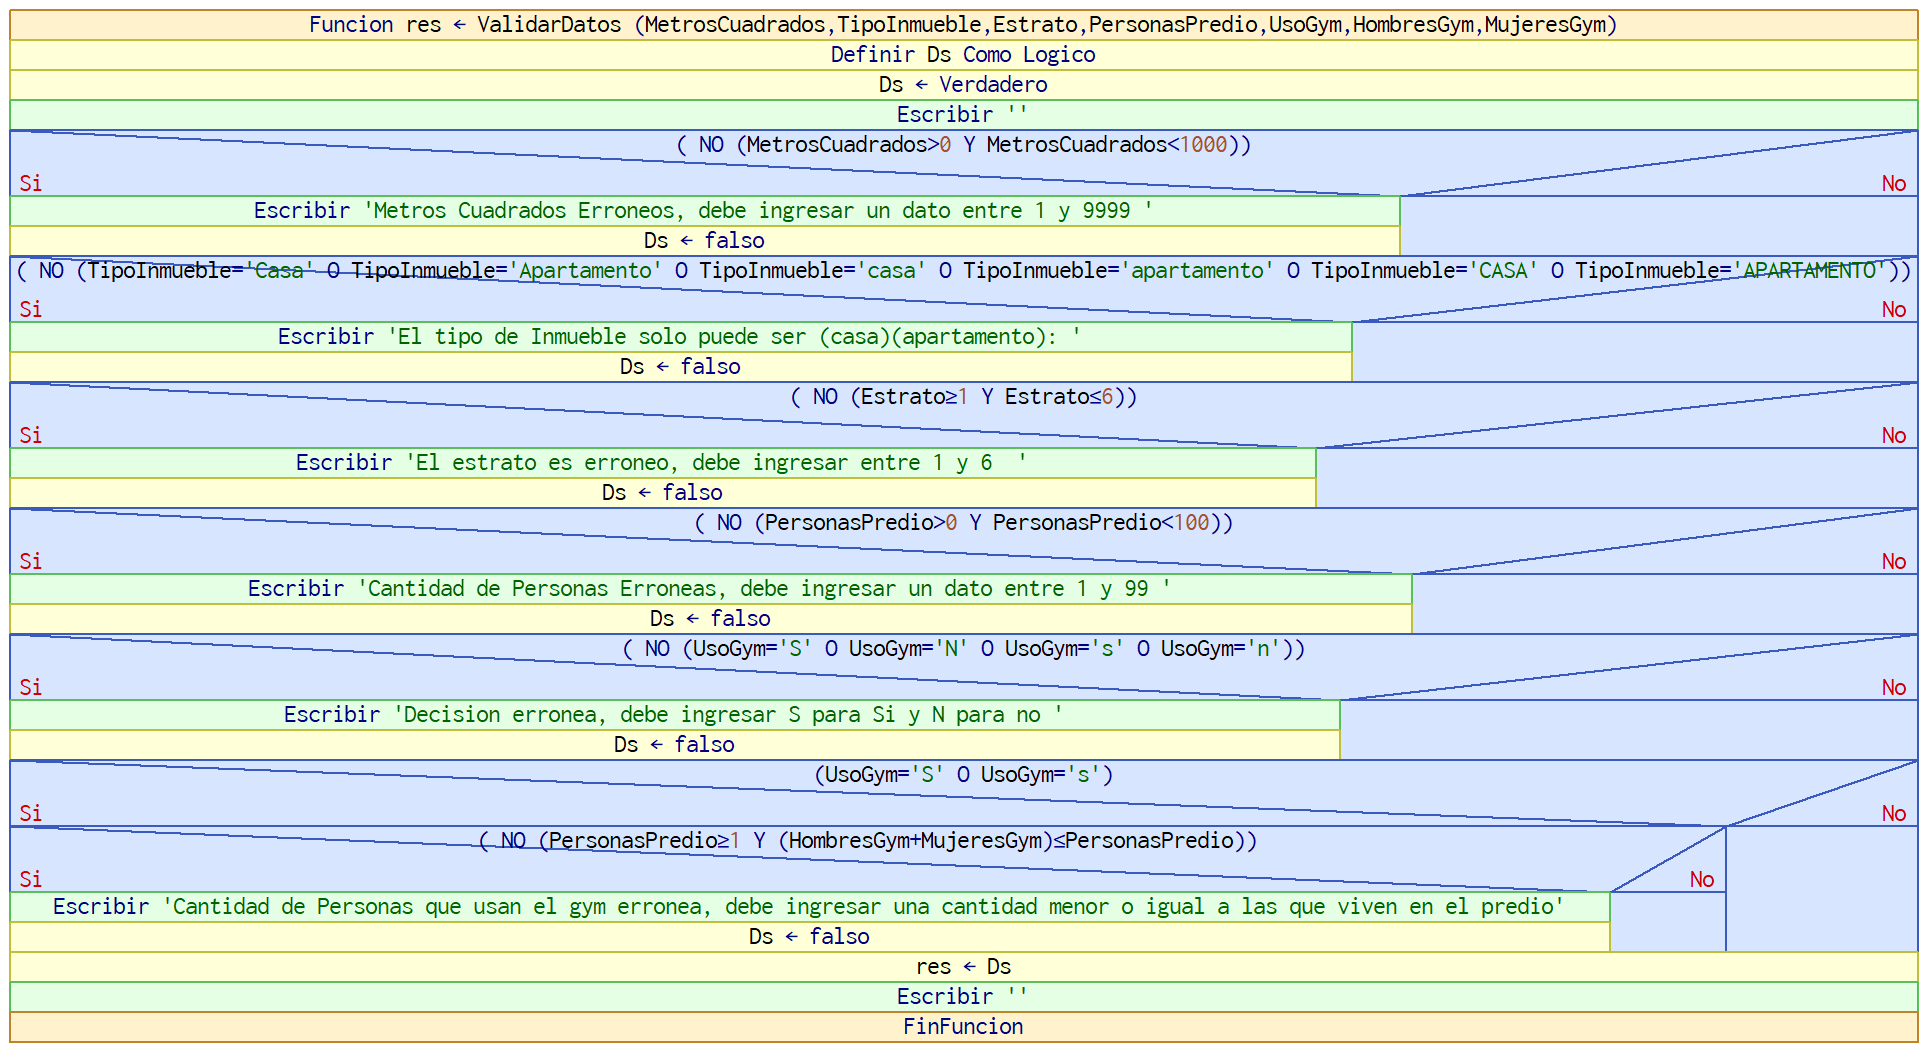 Funcion res ← ValidarDatos (MetrosCuadrados,TipoInmueble,Estrato,PersonasPredio,UsoGym,HombresGym,MujeresGym)
Definir Ds Como Logico
Ds ← Verdadero
Escribir ''
( NO (MetrosCuadrados>0 Y MetrosCuadrados<1000))
Si
No
Escribir 'Metros Cuadrados Erroneos, debe ingresar un dato entre 1 y 9999 '
Ds ← falso
( NO (TipoInmueble='Casa' O TipoInmueble='Apartamento' O TipoInmueble='casa' O TipoInmueble='apartamento' O TipoInmueble='CASA' O TipoInmueble='APARTAMENTO'))
Si
No
Escribir 'El tipo de Inmueble solo puede ser (casa)(apartamento): '
Ds ← falso
( NO (Estrato≥1 Y Estrato≤6))
Si
No
Escribir 'El estrato es erroneo, debe ingresar entre 1 y 6  '
Ds ← falso
( NO (PersonasPredio>0 Y PersonasPredio<100))
Si
No
Escribir 'Cantidad de Personas Erroneas, debe ingresar un dato entre 1 y 99 '
Ds ← falso
( NO (UsoGym='S' O UsoGym='N' O UsoGym='s' O UsoGym='n'))
Si
No
Escribir 'Decision erronea, debe ingresar S para Si y N para no '
Ds ← falso
(UsoGym='S' O UsoGym='s')
Si
No
( NO (PersonasPredio≥1 Y (HombresGym+MujeresGym)≤PersonasPredio))
Si
No
Escribir 'Cantidad de Personas que usan el gym erronea, debe ingresar una cantidad menor o igual a las que viven en el predio'
Ds ← falso
res ← Ds
Escribir ''
FinFuncion